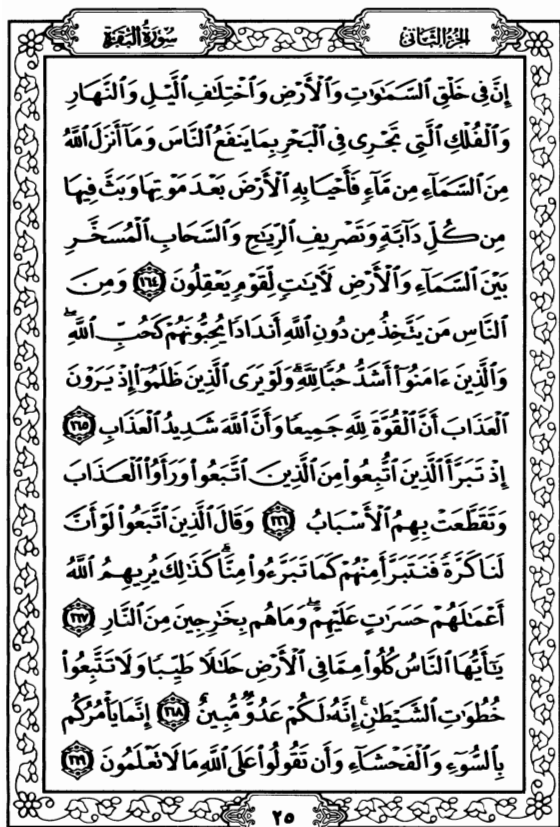 الجزء الثاني
سورة البقرة
إِنَّ فِي خَلْقِ ٱلسَّمَٰوَٰتِ وَٱلْأَرْضِ وَٱخْتِلَٰفِ ٱلَّيْلِ وَٱلنَّهَارِ
وَٱلْفُلْكِ ٱلَّتِي تَجْرِي فِي ٱلْبَحْرِ بِمَا يَنفَعُ ٱلنَّاسَ وَمَآ أَنزَلَ ٱللَّهُ
مِنَ ٱلسَّمَآءِ مِن مَّآءٍ فَأَحْيَا بِهِ ٱلْأَرْضَ بَعْدَ مَوْتِهَا وَبَثَّ فِيهَا
مِن كُلِّ دَآبَّةٍ وَتَصْرِيفِ ٱلرِّيَٰحِ وَٱلسَّحَابِ ٱلْمُسَخَّرِ
بَيْنَ ٱلسَّمَآءِ وَٱلْأَرْضِ لَأٓيَٰتٍ لِّقَوْمٍ يَعْقِلُونَ ١٦٤ وَمِنَ
ٱلنَّاسِ مَن يَتَّخِذُ مِن دُونِ ٱللَّهِ أَندَادًا يُحِبُّونَهُمْ كَحُبِّ ٱللَّهِۖ
وَٱلَّذِينَ ءَامَنُوٓا۟ أَشَدُّ حُبًّا لِّلَّهِۗ وَلَوْ يَرَى ٱلَّذِينَ ظَلَمُوٓا۟ إِذْ يَرَوْنَ
ٱلْعَذَابَ أَنَّ ٱلْقُوَّةَ لِلَّهِ جَمِيعًا وَأَنَّ ٱللَّهَ شَدِيدُ ٱلْعَذَابِ ١٦٥
إِذْ تَبَرَّأَ ٱلَّذِينَ ٱتُّبِعُوا۟ مِنَ ٱلَّذِينَ ٱتَّبَعُوا۟ وَرَأَوُا۟ ٱلْعَذَابَ
وَتَقَطَّعَتْ بِهِمُ ٱلْأَسْبَابُ ١٦٦ وَقَالَ ٱلَّذِينَ ٱتَّبَعُوا۟ لَوْ أَنَّ
لَنَا كَرَّةً فَنَتَبَرَّأَ مِنْهُمْ كَمَا تَبَرَّءُوا۟ مِنَّاۗ كَذَٰلِكَ يُرِيهِمُ ٱللَّهُ
أَعْمَٰلَهُمْ حَسَرَٰتٍ عَلَيْهِمْۖ وَمَا هُم بِخَٰرِجِينَ مِنَ ٱلنَّارِ ١٦٧
يَٰٓأَيُّهَا ٱلنَّاسُ كُلُوا۟ مِمَّا فِي ٱلْأَرْضِ حَلَٰلًا طَيِّبًا وَلَا تَتَّبِعُوا۟
خُطُوَٰتِ ٱلشَّيْطَٰنِۚ إِنَّهُۥ لَكُمْ عَدُوٌّ مُّبِينٌ ١٦٨ إِنَّمَا يَأْمُرُكُم
بِٱلسُّوٓءِ وَٱلْفَحْشَآءِ وَأَن تَقُولُوا۟ عَلَى ٱللَّهِ مَا لَا تَعْلَمُونَ ١٦٩
٢٥